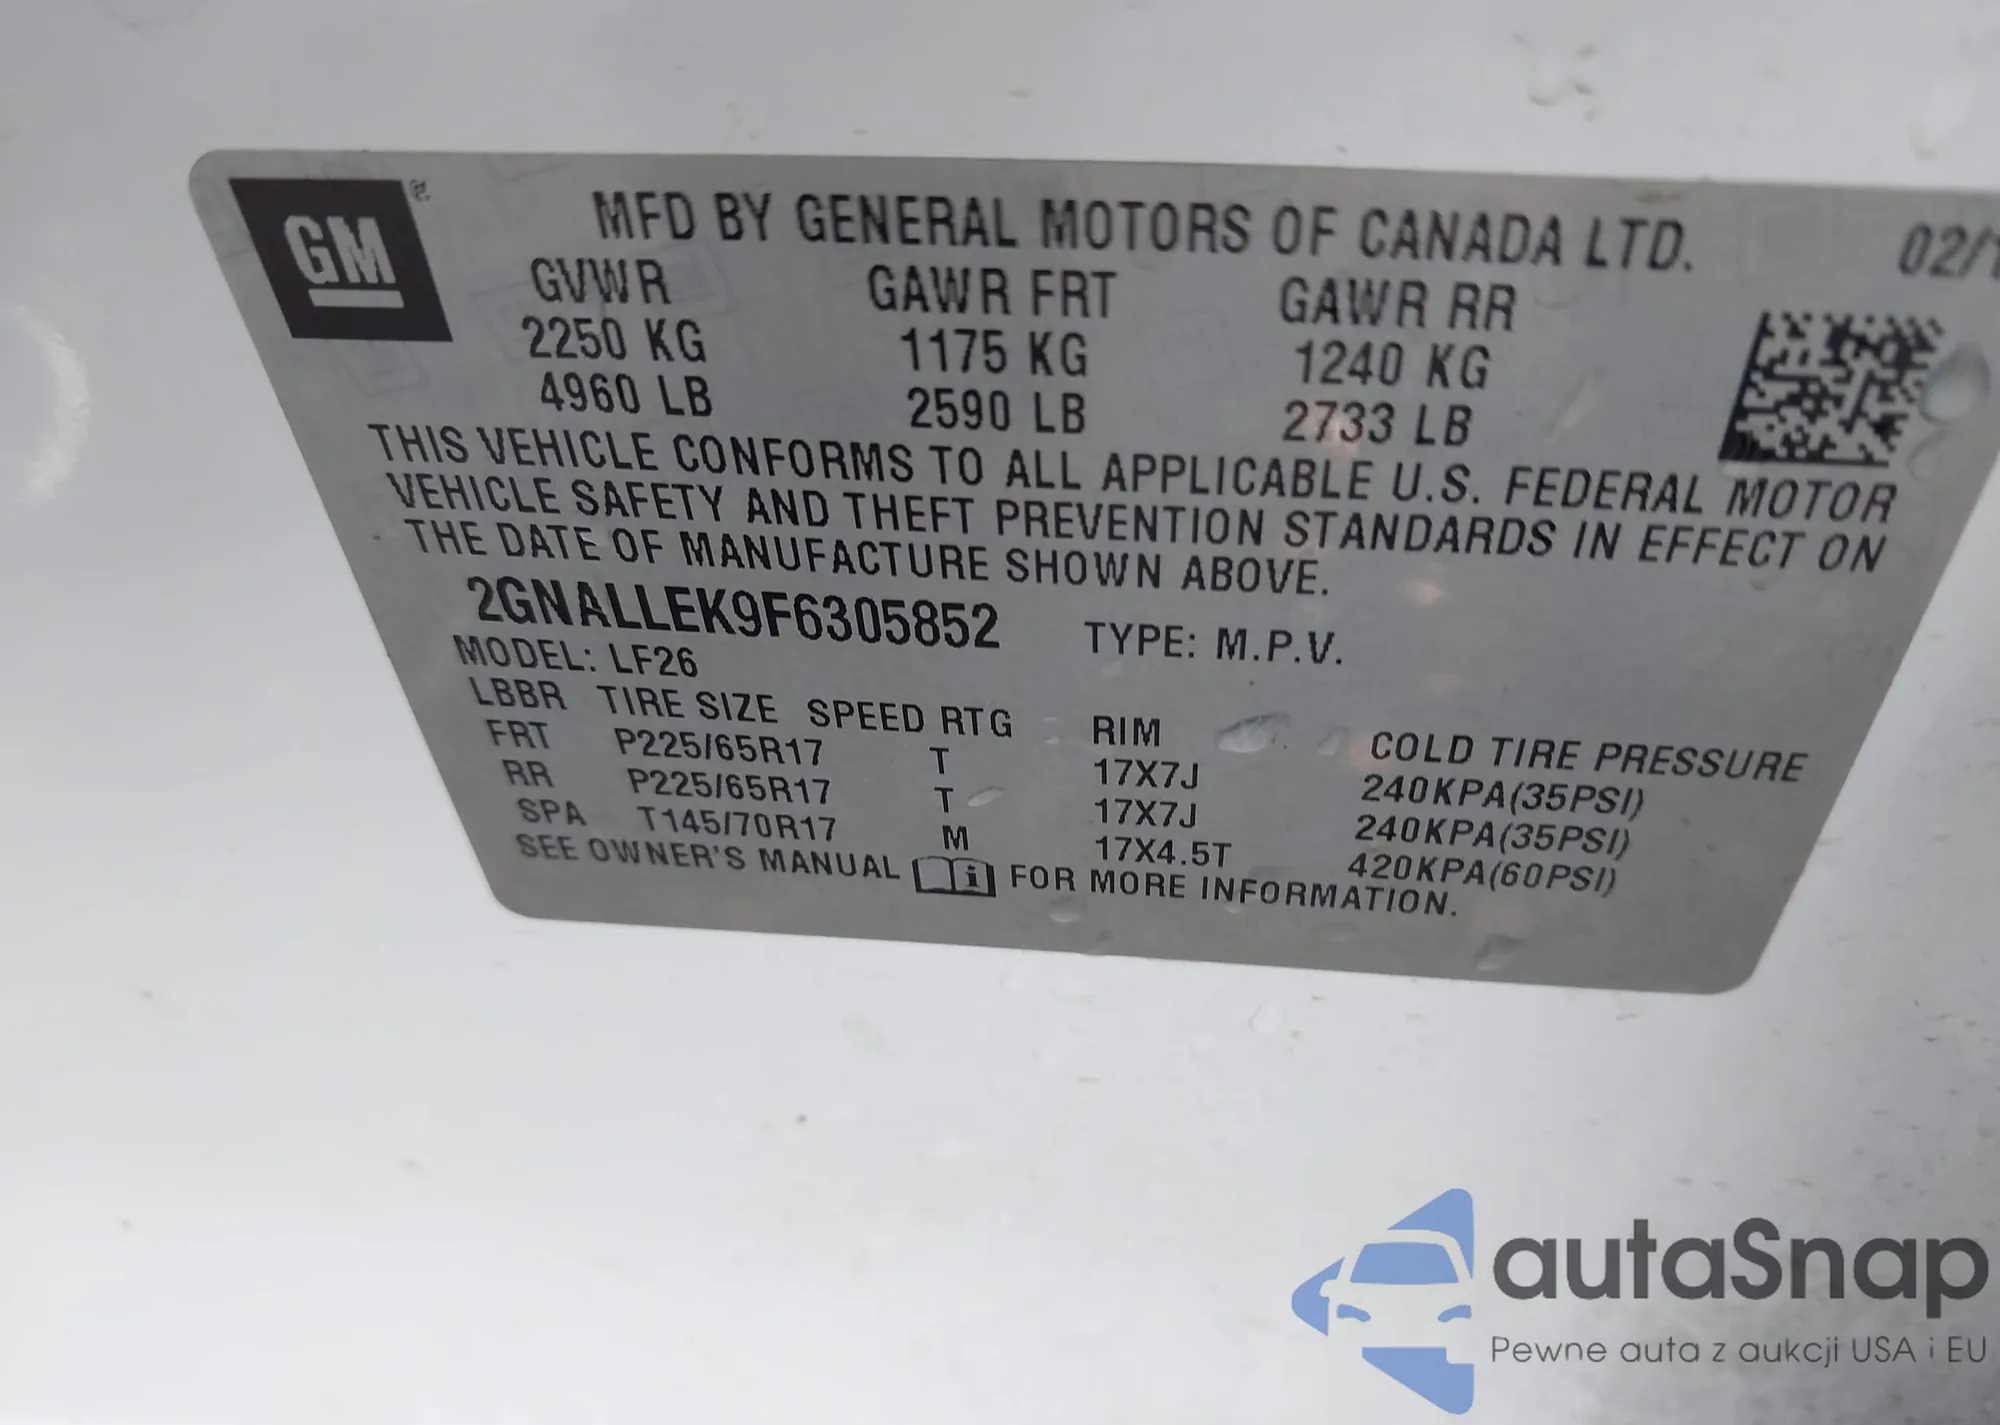 GM
MFD BY GENERAL MOTORS OF CANADA LTD.
02/1
GVWR GAWR FRT GAWR RR
2250 KG 1175 KG 1240 KG
4960 LB 2590 LB 2733 LB
THIS VEHICLE CONFORMS TO ALL APPLICABLE U.S. FEDERAL MOTOR
VEHICLE SAFETY AND THEFT PREVENTION STANDARDS IN EFFECT ON
THE DATE OF MANUFACTURE SHOWN ABOVE.
2GNALLEK9F6305852 TYPE: M.P.V.
MODEL: LF26
LBBR TIRE SIZE SPEED RTG RIM COLD TIRE PRESSURE
FRT P225/65R17 T 17X7J 240KPA(35PSI)
RR P225/65R17 T 17X7J 240KPA(35PSI)
SPA T145/70R17 M 17X4.5T 420KPA(60PSI)
SEE OWNER'S MANUAL i FOR MORE INFORMATION.
autaSnap
Pewne auta z aukcji USA i EU